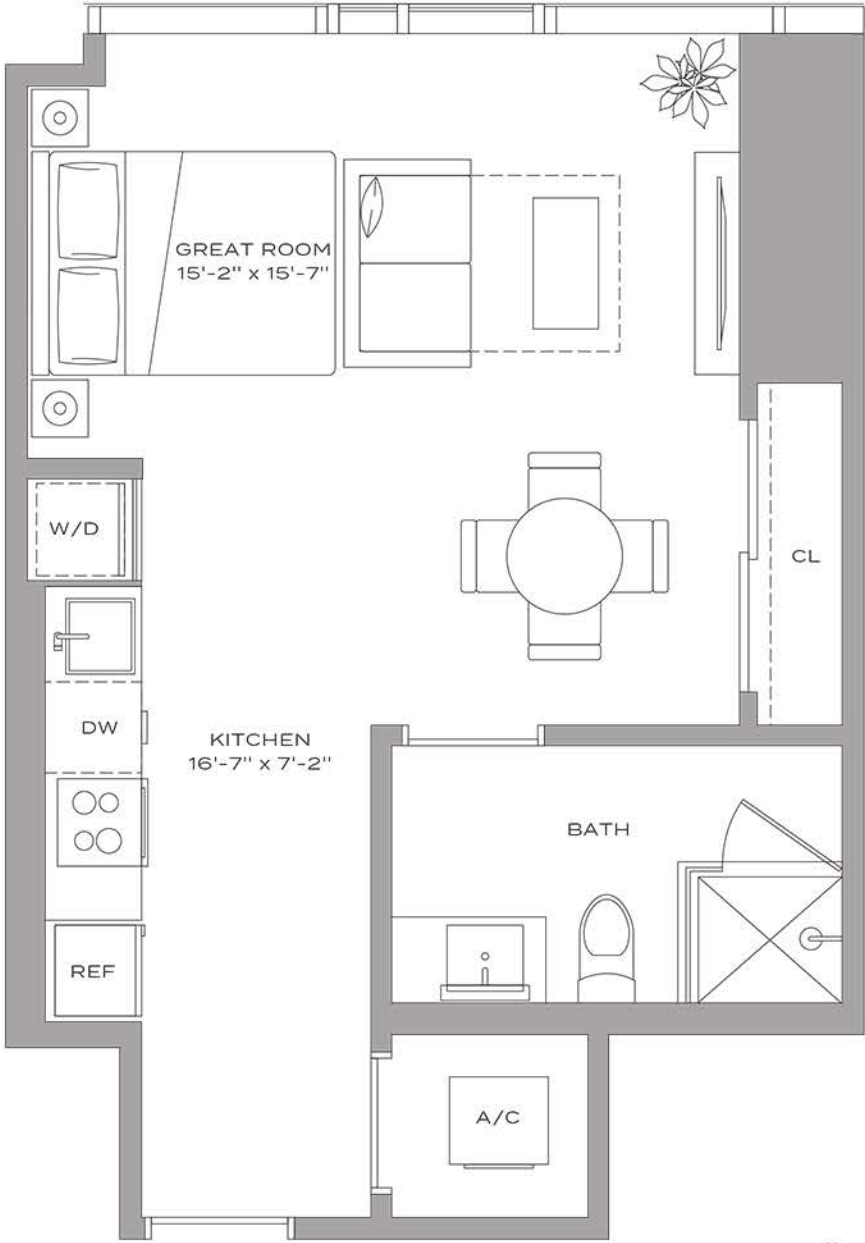 GREAT ROOM
15'-2" x 15'-7"
W/D
CL
DW
KITCHEN
16'-7" x 7'-2"
BATH
REF
A/C